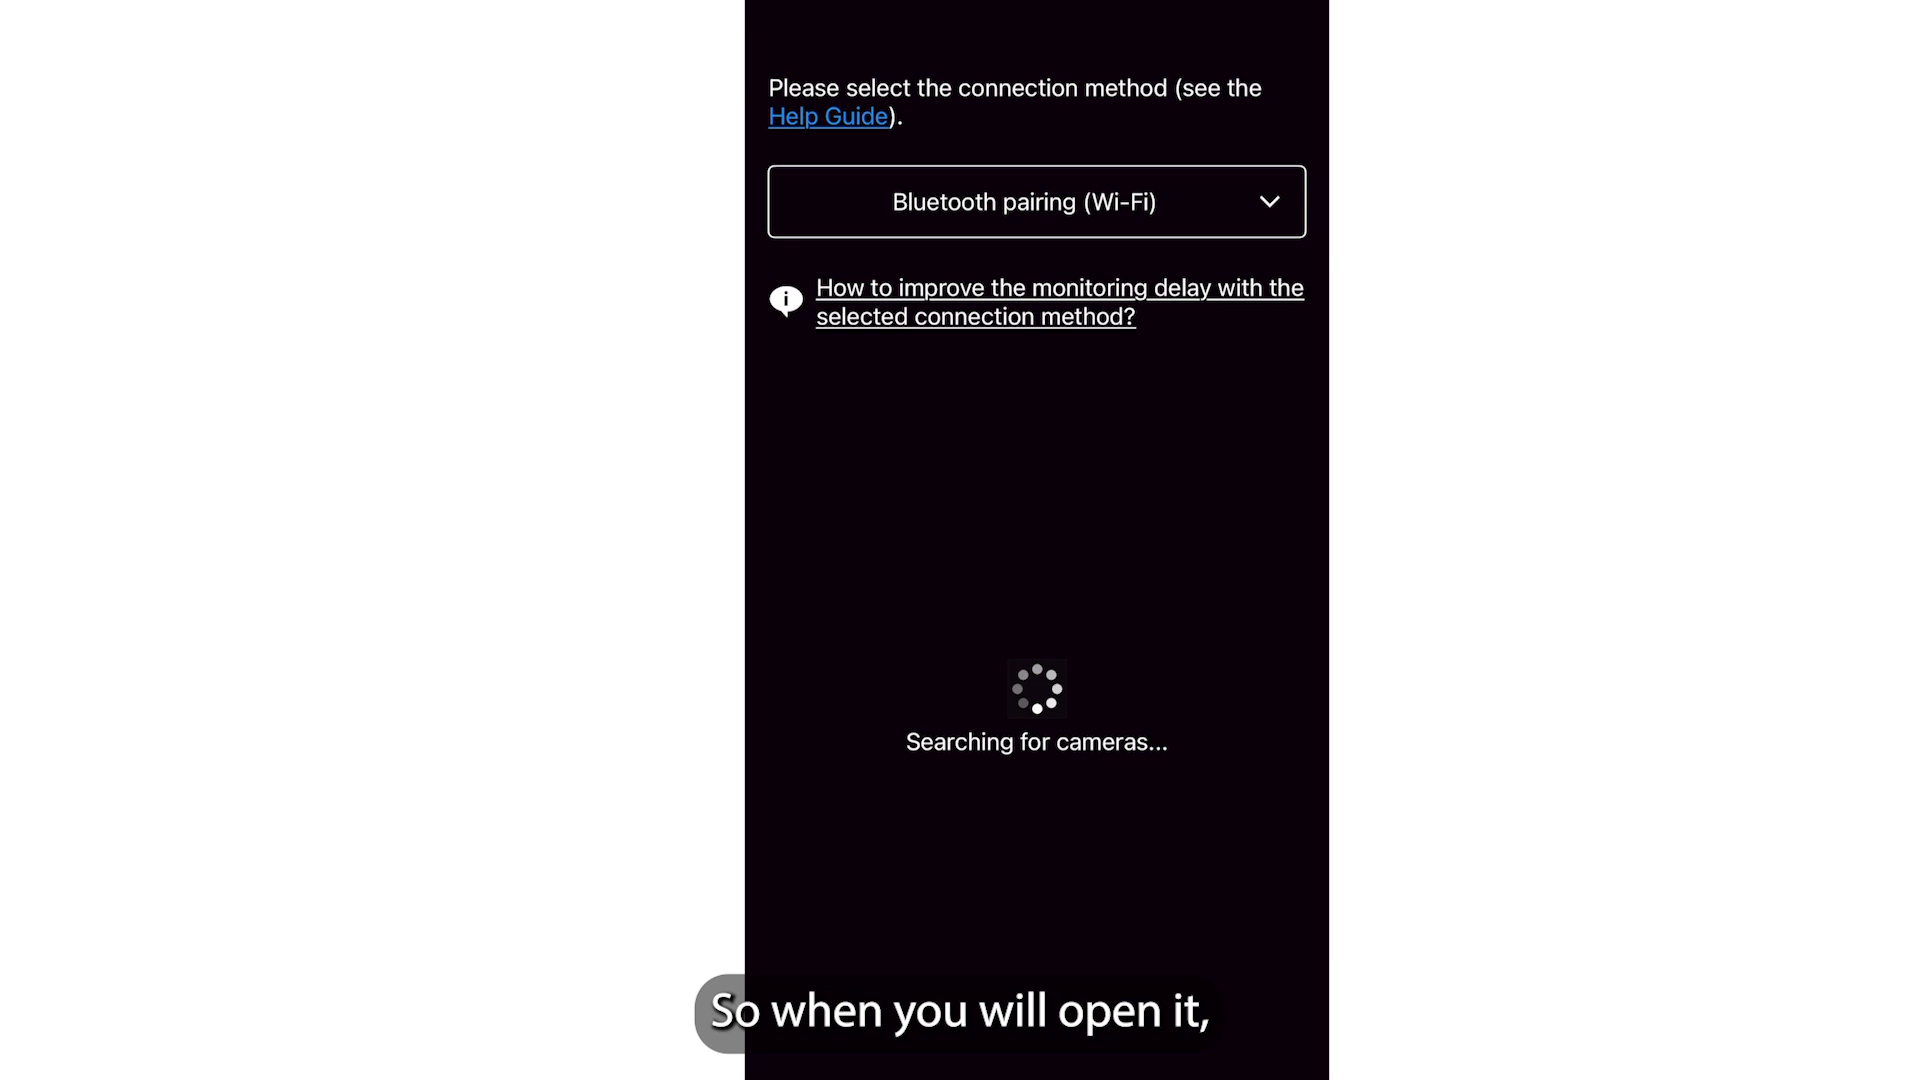 Please select the connection method (see the
Help Guide).
Bluetooth pairing (Wi-Fi)
How to improve the monitoring delay with the
selected connection method?
Searching for cameras...
So when you will open it,